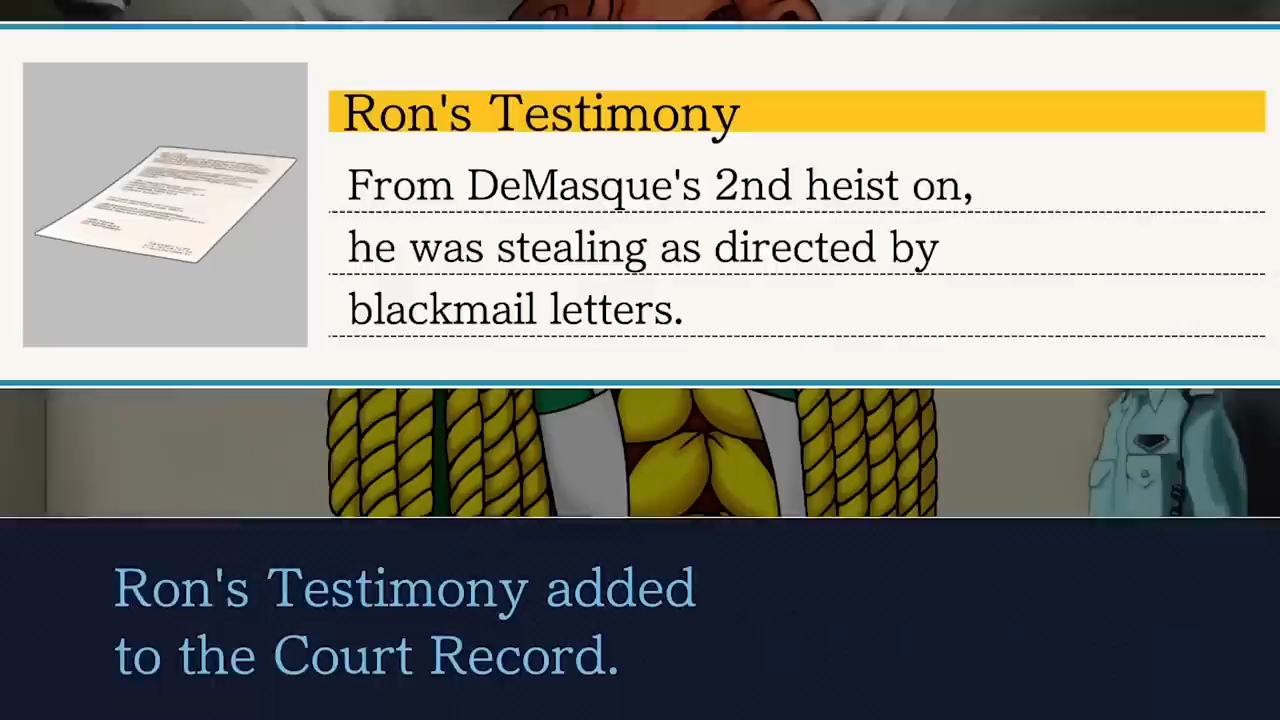 Ron's Testimony
From DeMasque's 2nd heist on,
he was stealing as directed by
blackmail letters.
Ron's Testimony added
to the Court Record.